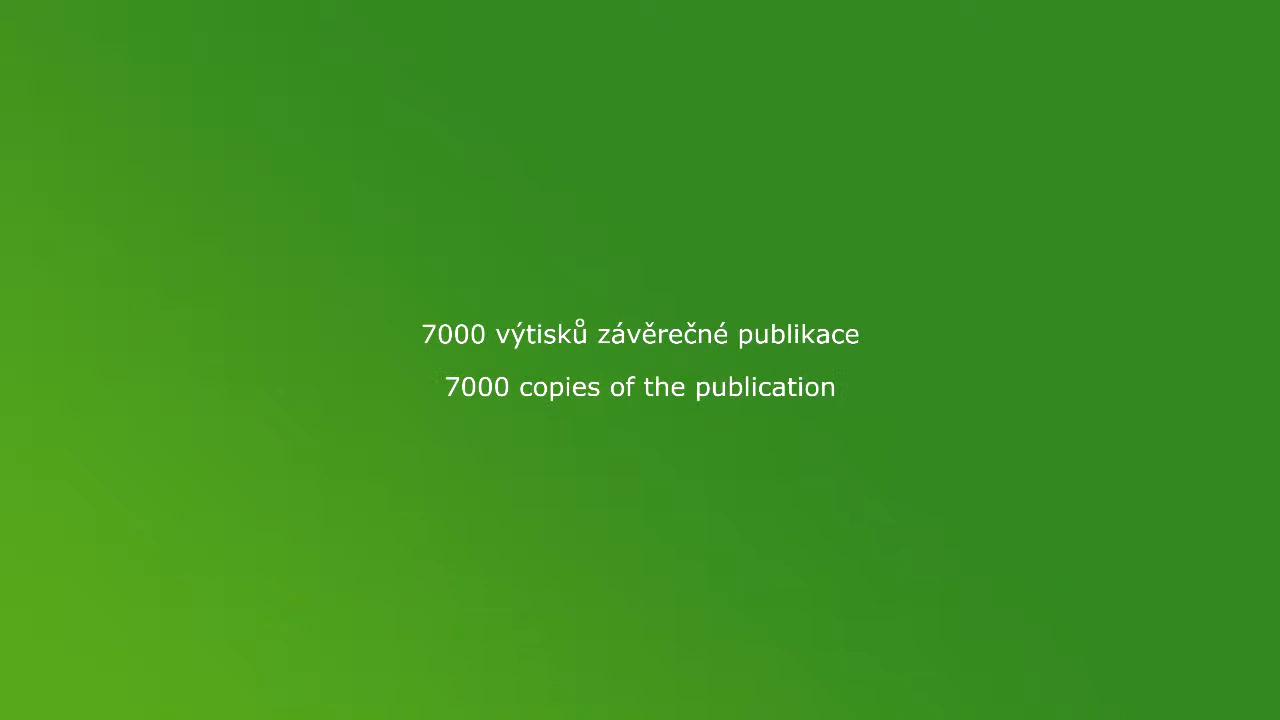 7000 výtisků závěrečné publikace
7000 copies of the publication